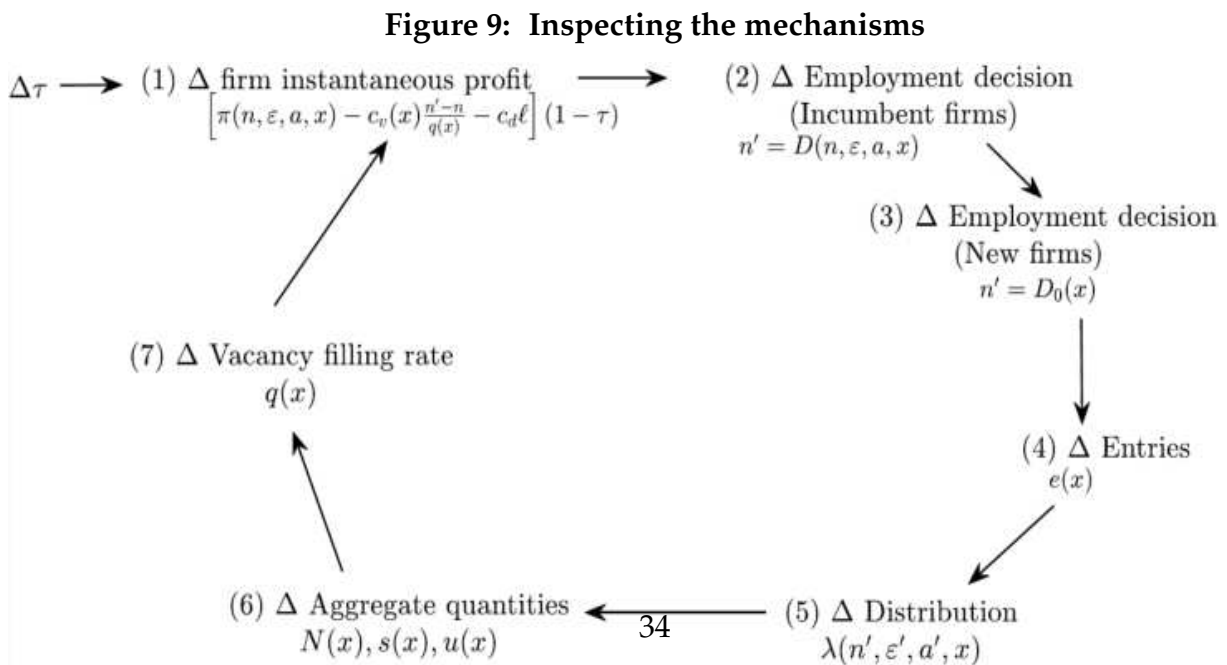 Figure 9: Inspecting the mechanisms
Δτ
(1) Δ firm instantaneous profit
[π(n, ε, a, x) − c_v(x) (n′−n)/q(x) − c_d ℓ] (1 − τ)
(2) Δ Employment decision
(Incumbent firms)
n′ = D(n, ε, a, x)
(3) Δ Employment decision
(New firms)
n′ = D₀(x)
(4) Δ Entries
e(x)
(5) Δ Distribution
λ(n′, ε′, a′, x)
(6) Δ Aggregate quantities
N(x), s(x), u(x)
(7) Δ Vacancy filling rate
q(x)
34